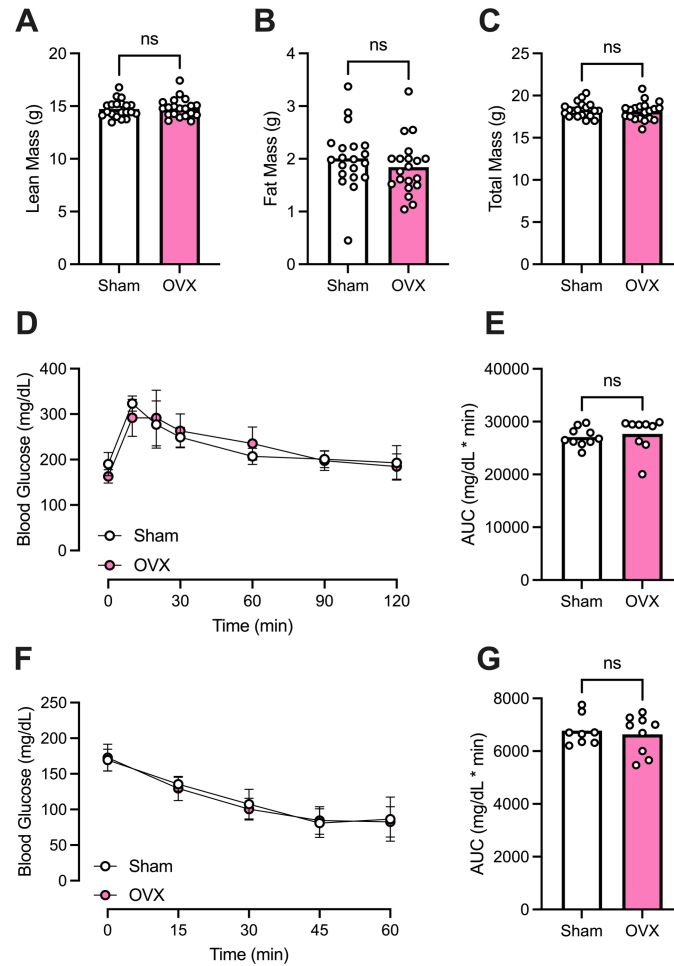 A
B
C
ns
ns
ns
Lean Mass (g)
20
15
10
5
0
Sham
OVX
Fat Mass (g)
4
3
2
1
0
Sham
OVX
Total Mass (g)
25
20
15
10
5
0
Sham
OVX
D
Blood Glucose (mg/dL)
400
300
200
100
0
Sham
OVX
0
30
60
90
120
Time (min)
E
ns
AUC (mg/dL * min)
40000
30000
20000
10000
0
Sham
OVX
F
Blood Glucose (mg/dL)
250
200
150
100
50
0
Sham
OVX
0
15
30
45
60
Time (min)
G
ns
AUC (mg/dL * min)
8000
6000
4000
2000
0
Sham
OVX